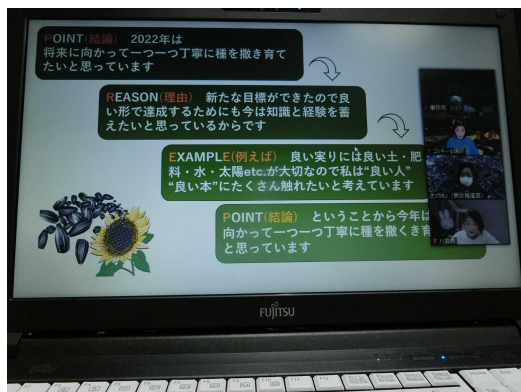 POINT(結論) 2022年は
将来に向かって一つ一つ丁寧に種を撒き育て
たいと思っています
REASON(理由) 新たな目標ができたので良
い形で達成するためにも今は知識と経験を蓄
えたいと思っているからです
EXAMPLE(例えば) 良い実りには良い土・肥
料・水・太陽etc.が大切なので私は“良い人”
“良い本”にたくさん触れたいと考えています
POINT(結論) ということから今年は
向かって一つ一つ丁寧に種を撒くき育
と思っています
FUJITSU